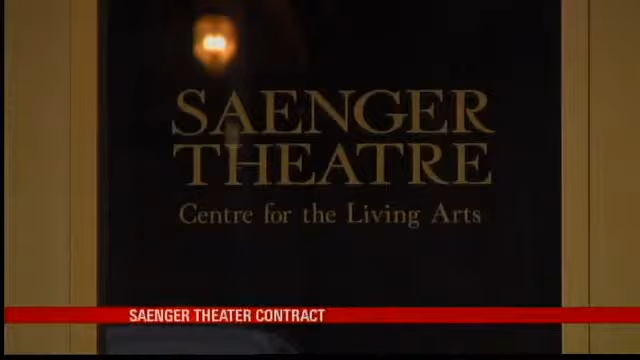 SAENGER
THEATRE
Centre for the Living Arts
SAENGER THEATER CONTRACT